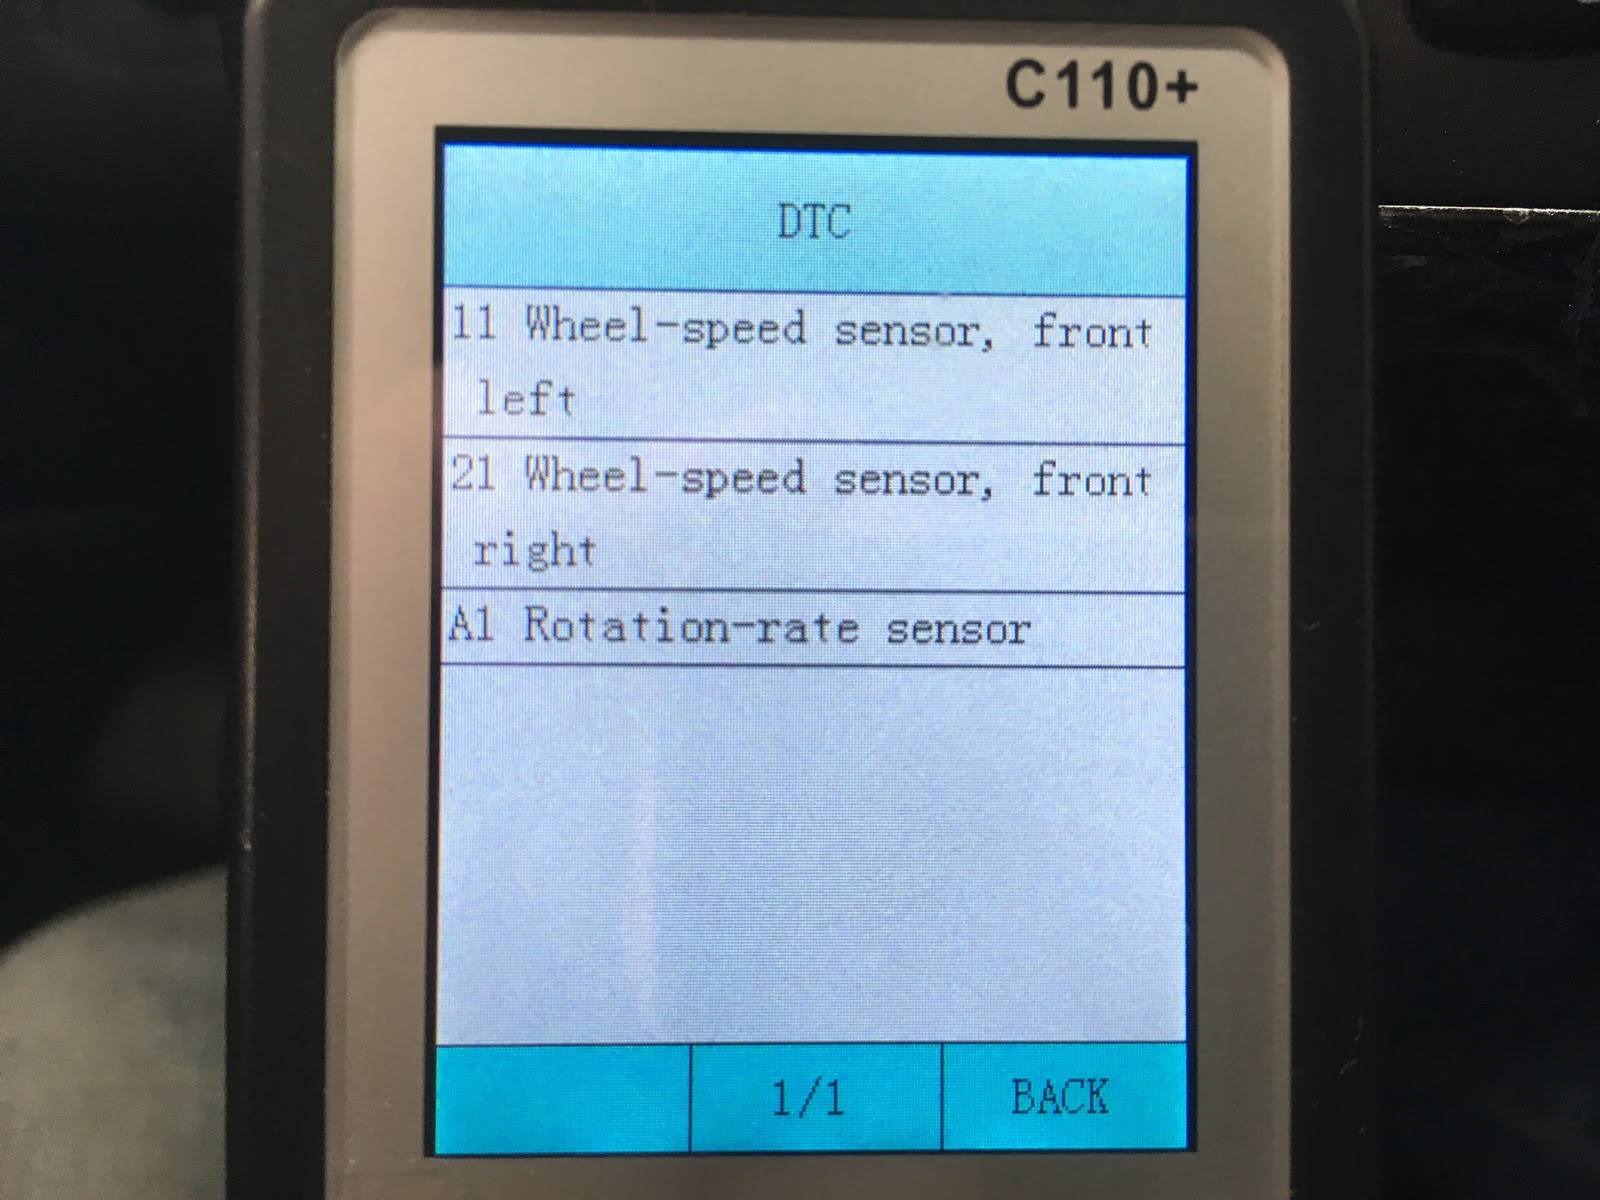 C110+
DTC
11 Wheel-speed sensor, front
left
21 Wheel-speed sensor, front
right
A1 Rotation-rate sensor
1/1
BACK